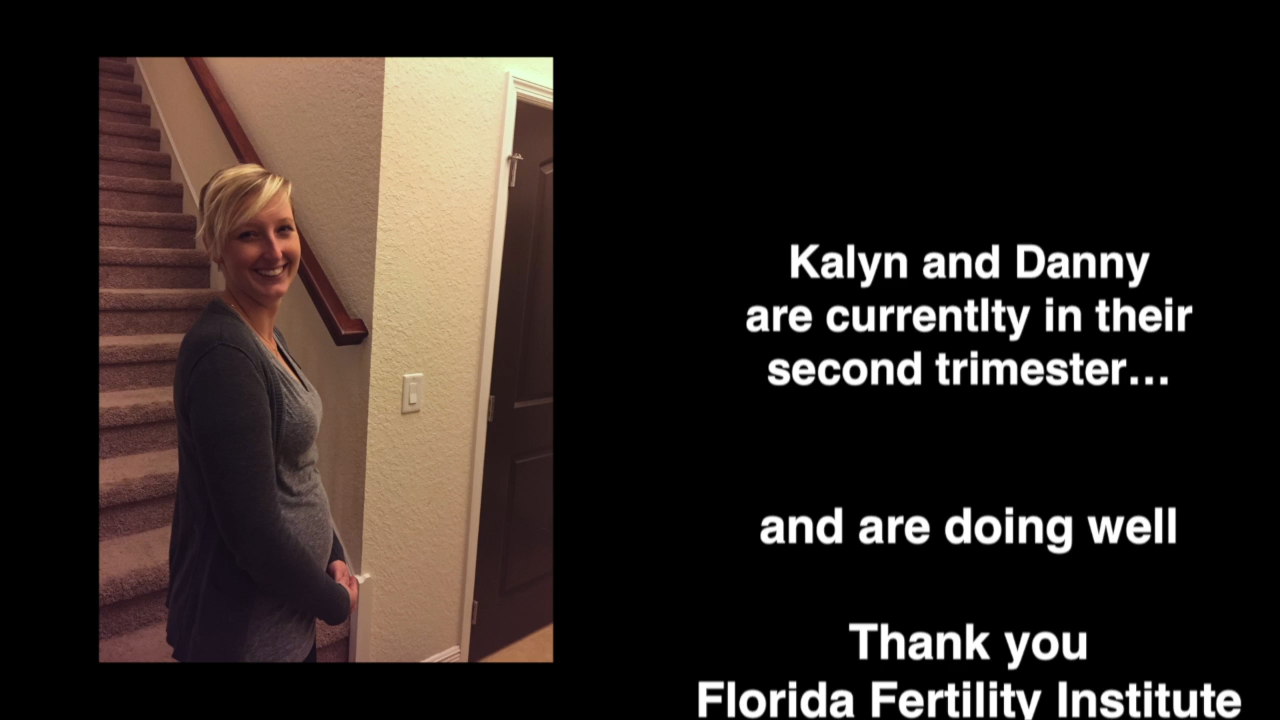 Kalyn and Danny
are currentlty in their
second trimester…
and are doing well
Thank you
Florida Fertility Institute